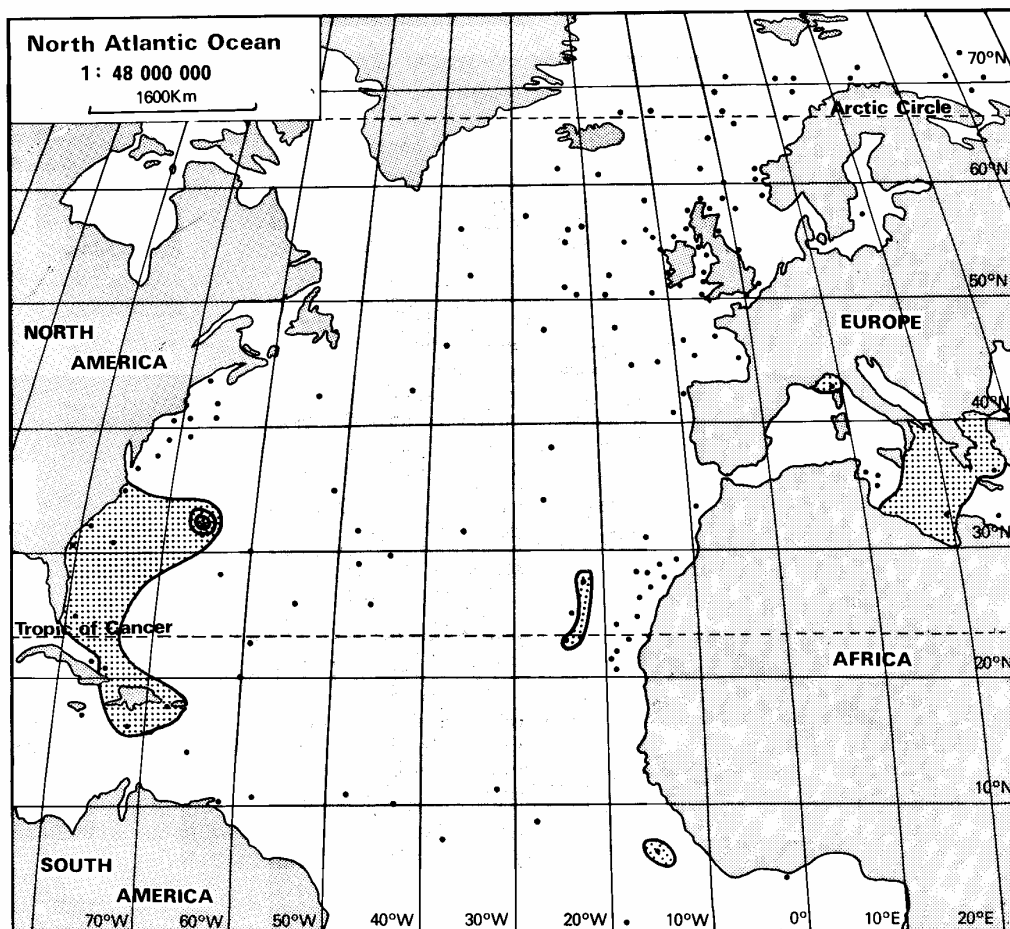 North Atlantic Ocean
1: 48 000 000
1600Km
70°N
Arctic Circle
60°N
50°N
NORTH
AMERICA
EUROPE
40°N
30°N
Tropic of Cancer
AFRICA
20°N
10°N
SOUTH
AMERICA
70°W 60°W 50°W 40°W 30°W 20°W 10°W 0° 10°E 20°E